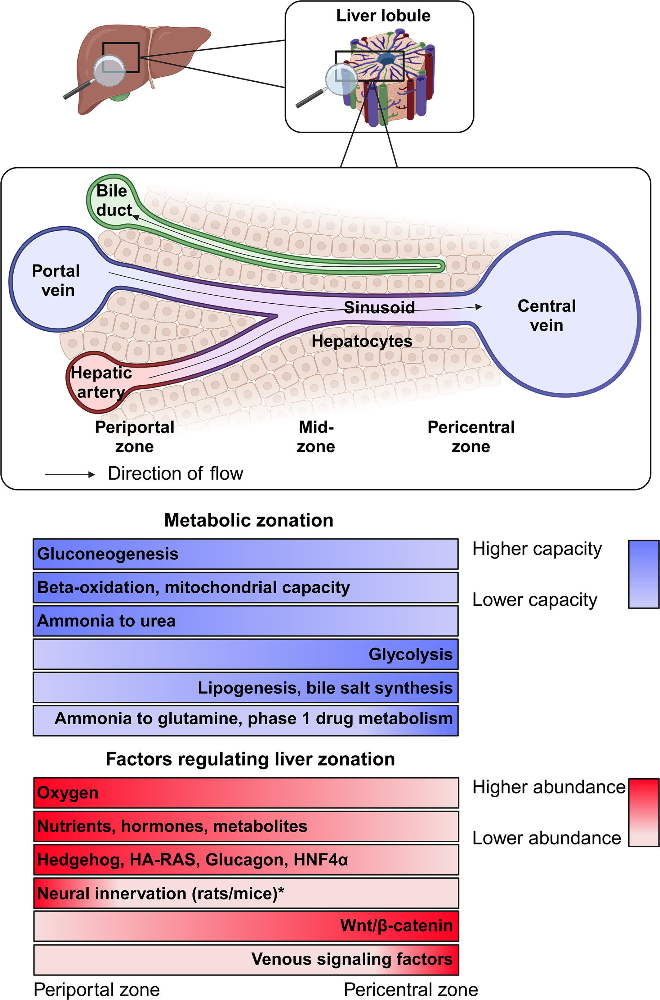 Liver lobule
Bile
duct
Portal
vein
Sinusoid
Central
vein
Hepatocytes
Hepatic
artery
Periportal
zone
Mid-
zone
Pericentral
zone
Direction of flow
Metabolic zonation
Gluconeogenesis
Higher capacity
Beta-oxidation, mitochondrial capacity
Lower capacity
Ammonia to urea
Glycolysis
Lipogenesis, bile salt synthesis
Ammonia to glutamine, phase 1 drug metabolism
Factors regulating liver zonation
Oxygen
Higher abundance
Nutrients, hormones, metabolites
Lower abundance
Hedgehog, HA-RAS, Glucagon, HNF4α
Neural innervation (rats/mice)*
Wnt/β-catenin
Venous signaling factors
Periportal zone
Pericentral zone